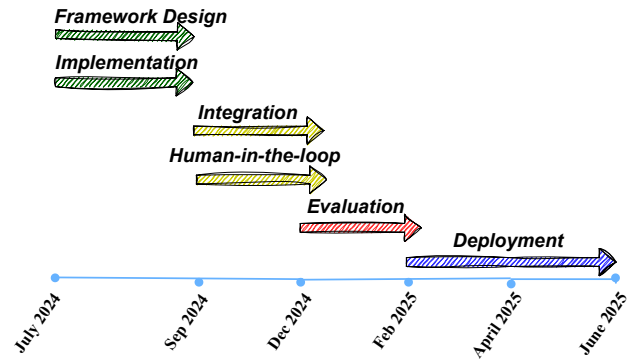 Framework Design
Implementation
Integration
Human-in-the-loop
Evaluation
Deployment
July 2024
Sep 2024
Dec 2024
Feb 2025
April 2025
June 2025